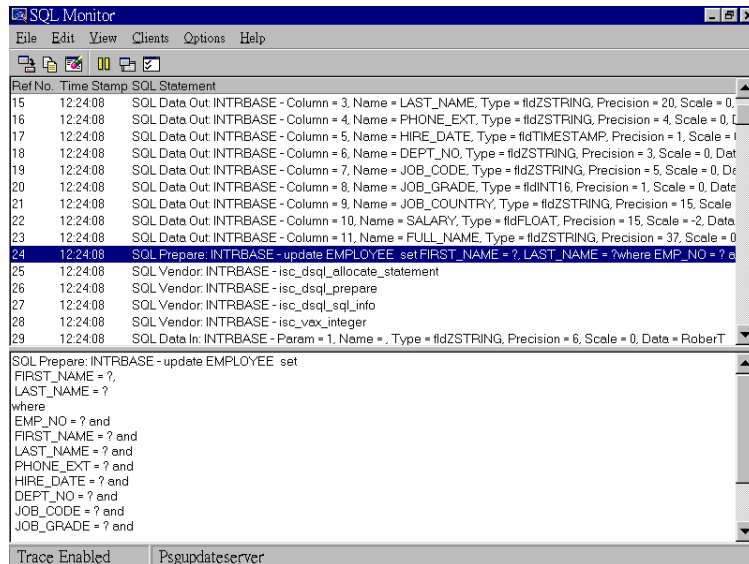 SQL Monitor
File Edit View Clients Options Help
Ref No. Time Stamp SQL Statement
15 12:24:08 SQL Data Out: INTRBASE - Column = 3, Name = LAST_NAME, Type = fldZSTRING, Precision = 20, Scale = 0,
16 12:24:08 SQL Data Out: INTRBASE - Column = 4, Name = PHONE_EXT, Type = fldZSTRING, Precision = 4, Scale = 0,
17 12:24:08 SQL Data Out: INTRBASE - Column = 5, Name = HIRE_DATE, Type = fldTIMESTAMP, Precision = 1, Scale =
18 12:24:08 SQL Data Out: INTRBASE - Column = 6, Name = DEPT_NO, Type = fldZSTRING, Precision = 3, Scale = 0, Dat
19 12:24:08 SQL Data Out: INTRBASE - Column = 7, Name = JOB_CODE, Type = fldZSTRING, Precision = 5, Scale = 0, Da
20 12:24:08 SQL Data Out: INTRBASE - Column = 8, Name = JOB_GRADE, Type = fldINT16, Precision = 1, Scale = 0, Data
21 12:24:08 SQL Data Out: INTRBASE - Column = 9, Name = JOB_COUNTRY, Type = fldZSTRING, Precision = 15, Scale
22 12:24:08 SQL Data Out: INTRBASE - Column = 10, Name = SALARY, Type = fldFLOAT, Precision = 15, Scale = -2, Data
23 12:24:08 SQL Data Out: INTRBASE - Column = 11, Name = FULL_NAME, Type = fldZSTRING, Precision = 37, Scale = 0
24 12:24:08 SQL Prepare: INTRBASE - update EMPLOYEE set FIRST_NAME = ?, LAST_NAME = ?where EMP_NO = ? a
25 12:24:08 SQL Vendor: INTRBASE - isc_dsql_allocate_statement
26 12:24:08 SQL Vendor: INTRBASE - isc_dsql_prepare
27 12:24:08 SQL Vendor: INTRBASE - isc_dsql_sql_info
28 12:24:08 SQL Vendor: INTRBASE - isc_vax_integer
29 12:24:08 SQL Data In: INTRBASE - Param = 1, Name = , Type = fldZSTRING, Precision = 6, Scale = 0, Data = RoberT
SQL Prepare: INTRBASE - update EMPLOYEE set
FIRST_NAME = ?,
LAST_NAME = ?
where
EMP_NO = ? and
FIRST_NAME = ? and
LAST_NAME = ? and
PHONE_EXT = ? and
HIRE_DATE = ? and
DEPT_NO = ? and
JOB_CODE = ? and
JOB_GRADE = ? and
Trace Enabled Psgupdateserver